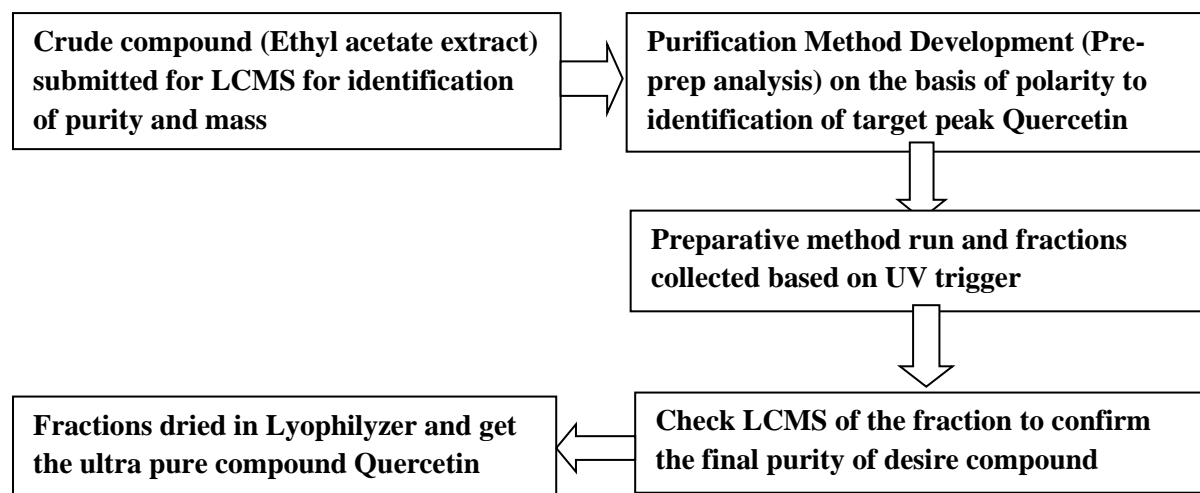 Crude compound (Ethyl acetate extract)
submitted for LCMS for identification
of purity and mass
Purification Method Development (Pre-
prep analysis) on the basis of polarity to
identification of target peak Quercetin
Preparative method run and fractions
collected based on UV trigger
Check LCMS of the fraction to confirm
the final purity of desire compound
Fractions dried in Lyophilyzer and get
the ultra pure compound Quercetin